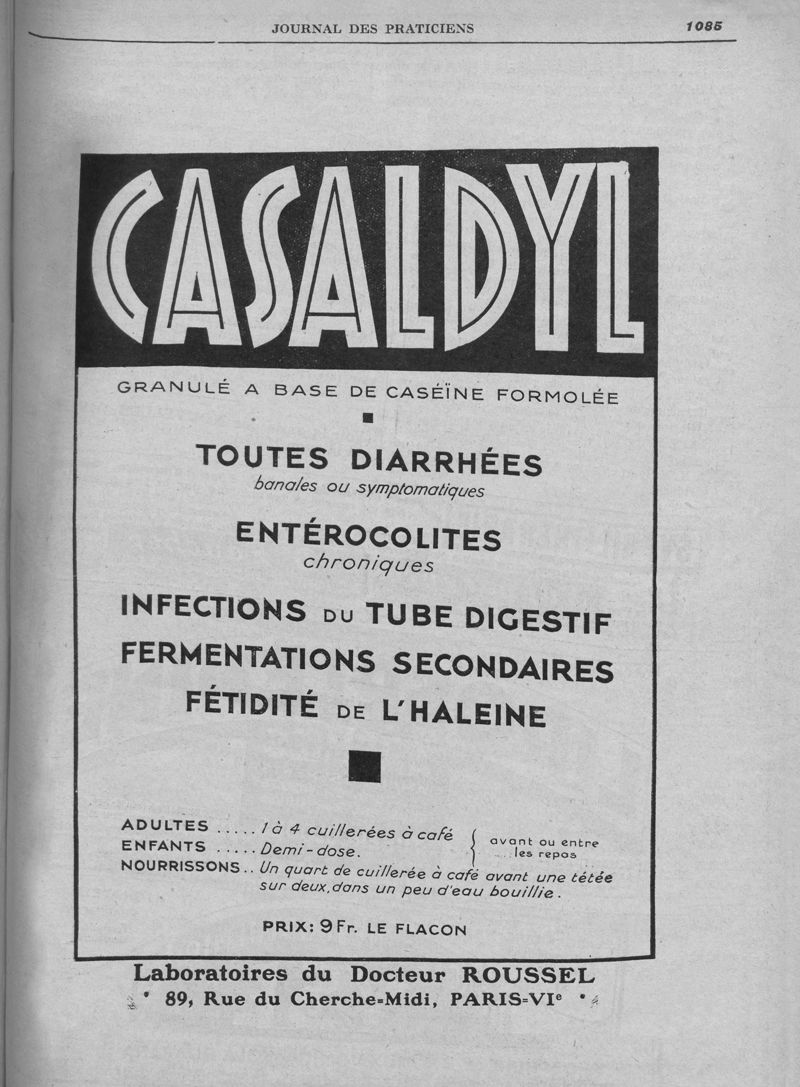 JOURNAL DES PRATICIENS 1085
CASALDYL
GRANULÉ A BASE DE CASÉÏNE FORMOLÉE
TOUTES DIARRHÉES
banales ou symptomatiques
ENTÉROCOLITES
chroniques
INFECTIONS DU TUBE DIGESTIF
FERMENTATIONS SECONDAIRES
FÉTIDITÉ DE L'HALEINE
ADULTES ..... 1 à 4 cuillerées à café
ENFANTS ..... Demi-dose.
avant ou entre
les repas
NOURRISSONS.. Un quart de cuillerée à café avant une tétée
sur deux, dans un peu d'eau bouillie.
PRIX: 9 Fr. LE FLACON
Laboratoires du Docteur ROUSSEL
89, Rue du Cherche-Midi, PARIS-VIe